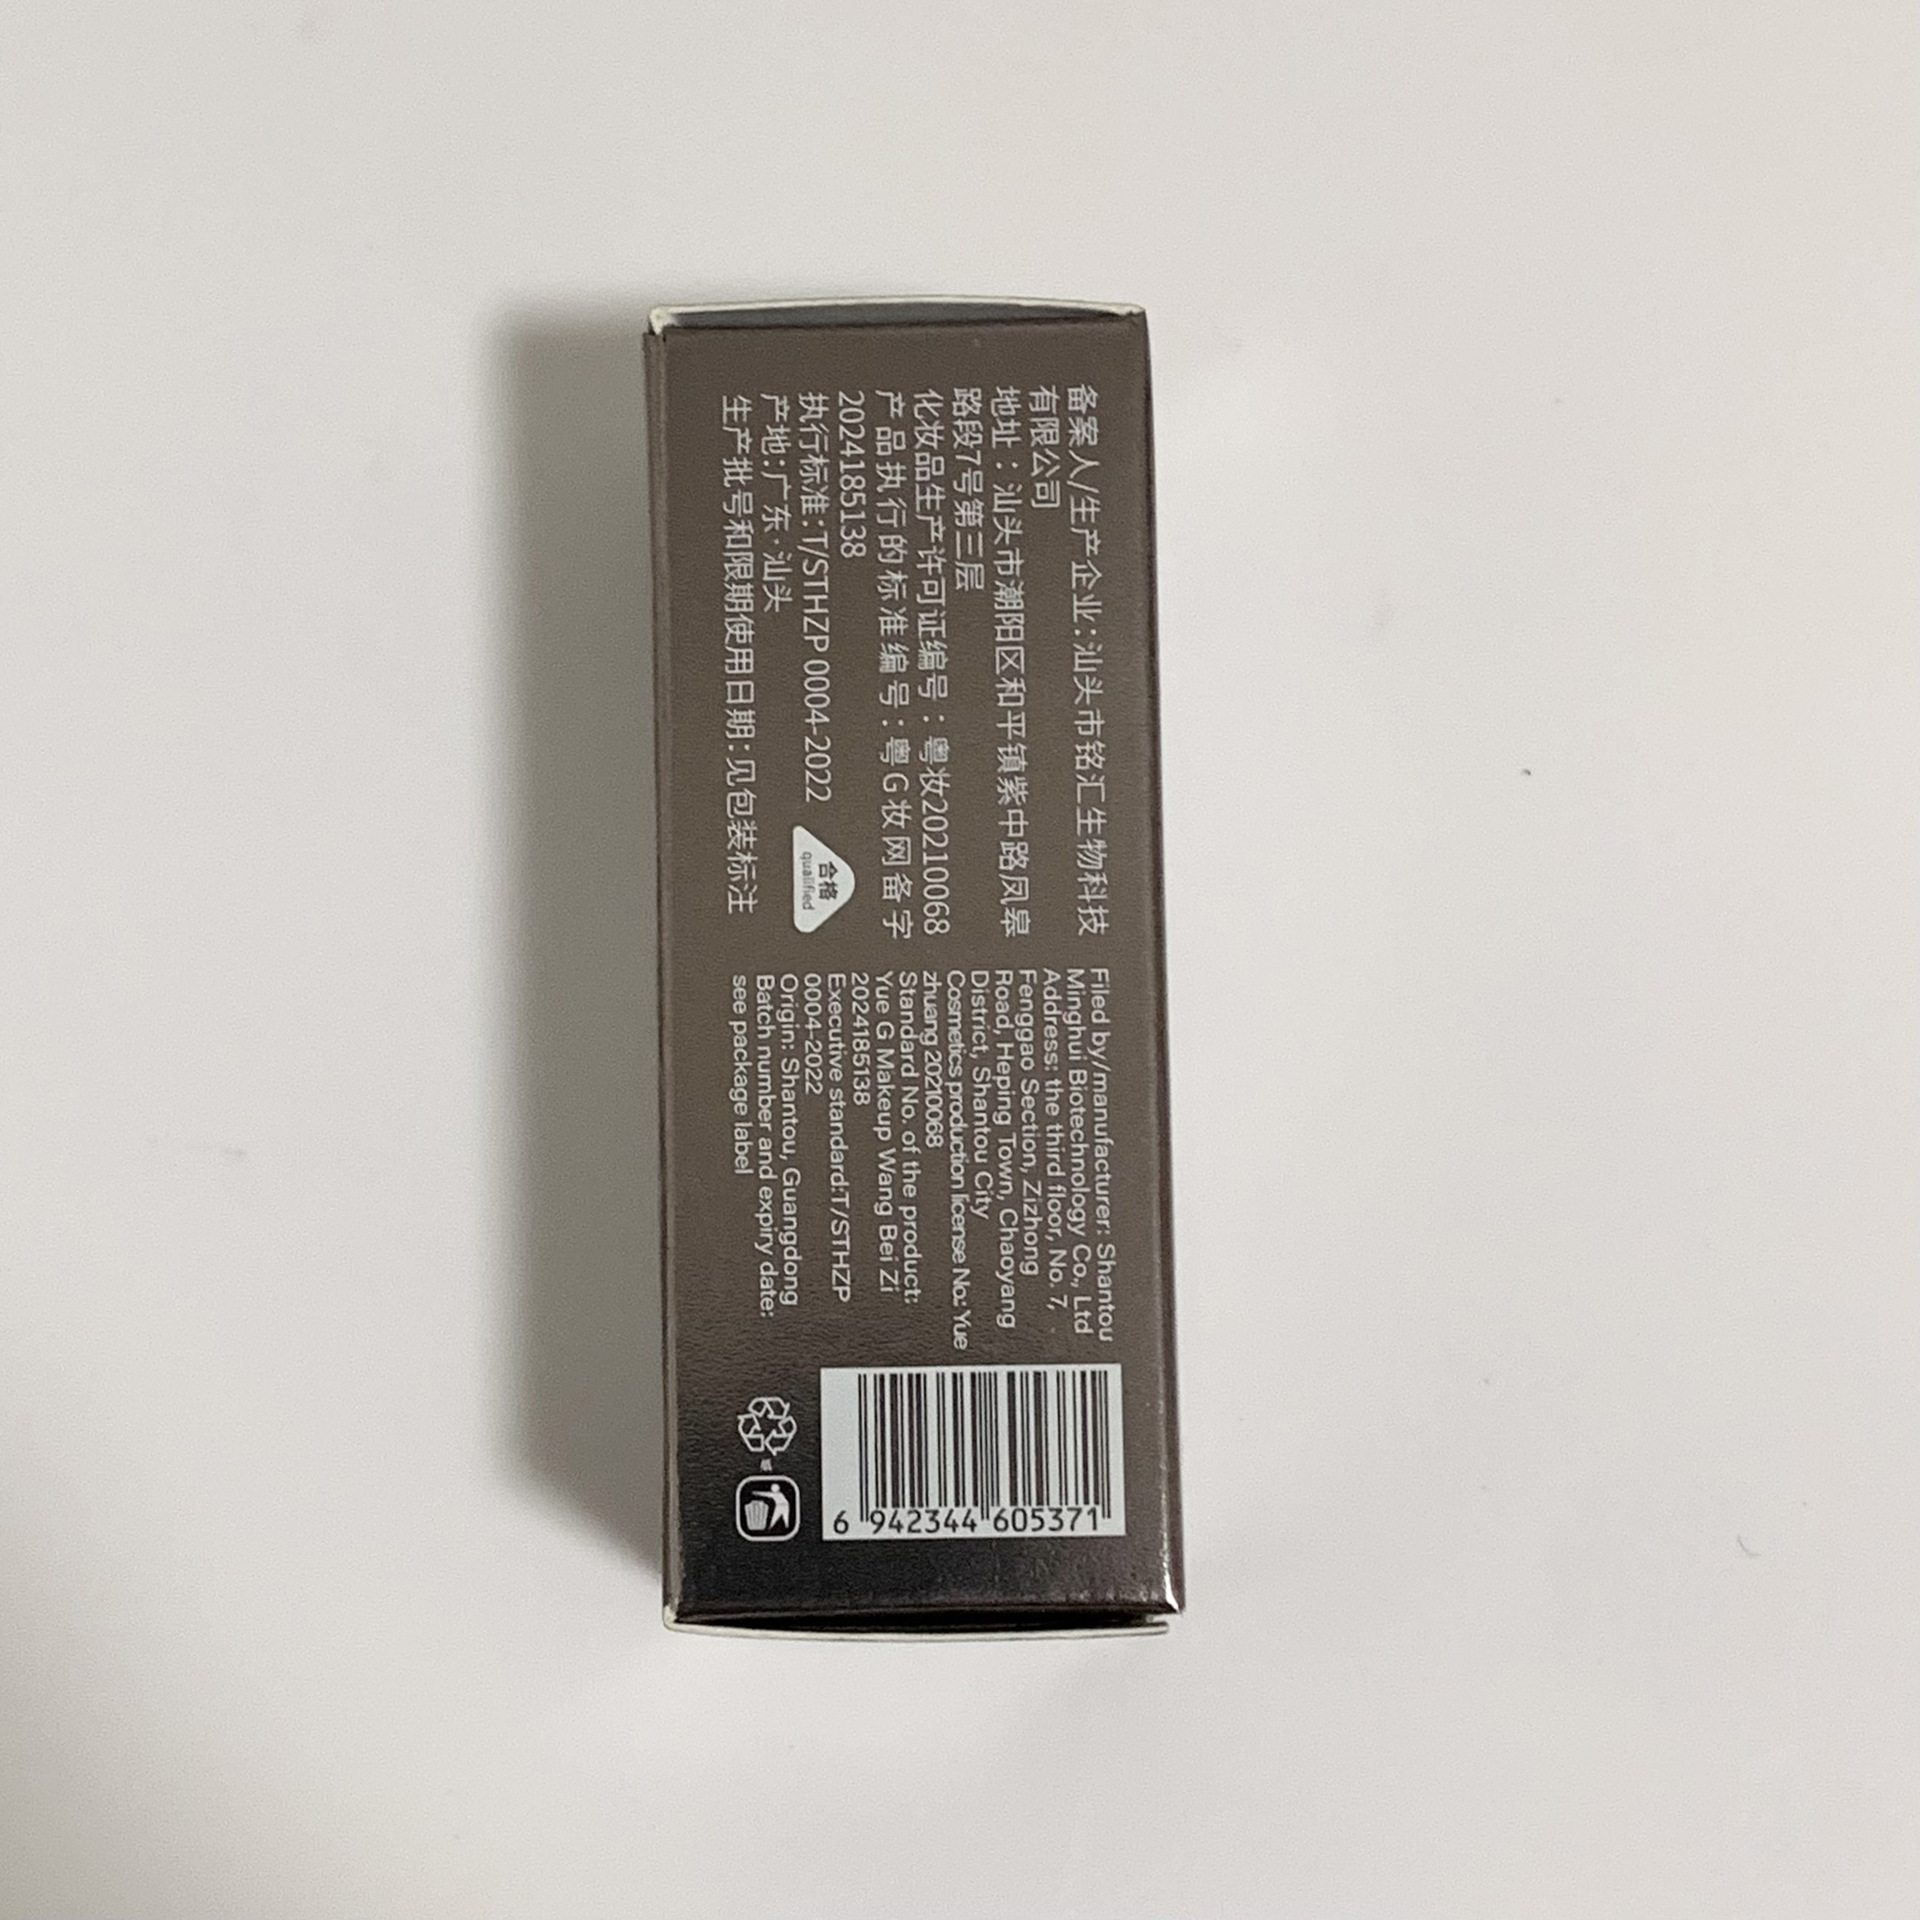 备案人/生产企业:汕头市铭汇生物科技
有限公司
地址:汕头市潮阳区和平镇紫中路凤皋
路段7号第三层
化妆品生产许可证编号:粤妆20210068
产品执行的标准编号:粤G妆网备字
2024185138
执行标准:T/STHZP 0004-2022
产地:广东·汕头
生产批号和限期使用日期:见包装标注
合格
qualified
Filed by/manufacturer: Shantou
Minghui Biotechnology Co., Ltd
Address: the third floor, No. 7,
Fenggao Section, Zizhong
Road, Heping Town, Chaoyang
District, Shantou City
Cosmetics production license No.: Yue
zhuang 20210068
Standard No. of the product:
Yue G Makeup Wang Bei Zi
2024185138
Executive standard:T/STHZP
0004-2022
Origin: Shantou, Guangdong
Batch number and expiry date:
see package label
6 942344 605371
纸